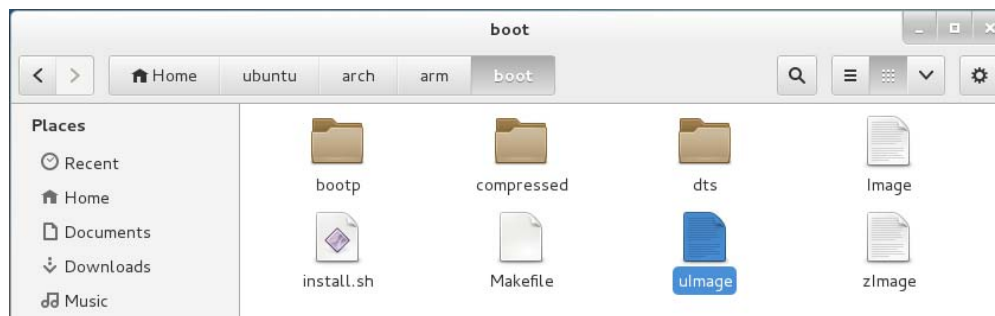 boot
Home ubuntu arch arm boot
Places
Recent
Home
Documents
Downloads
Music
bootp compressed dts Image
install.sh Makefile uImage zImage